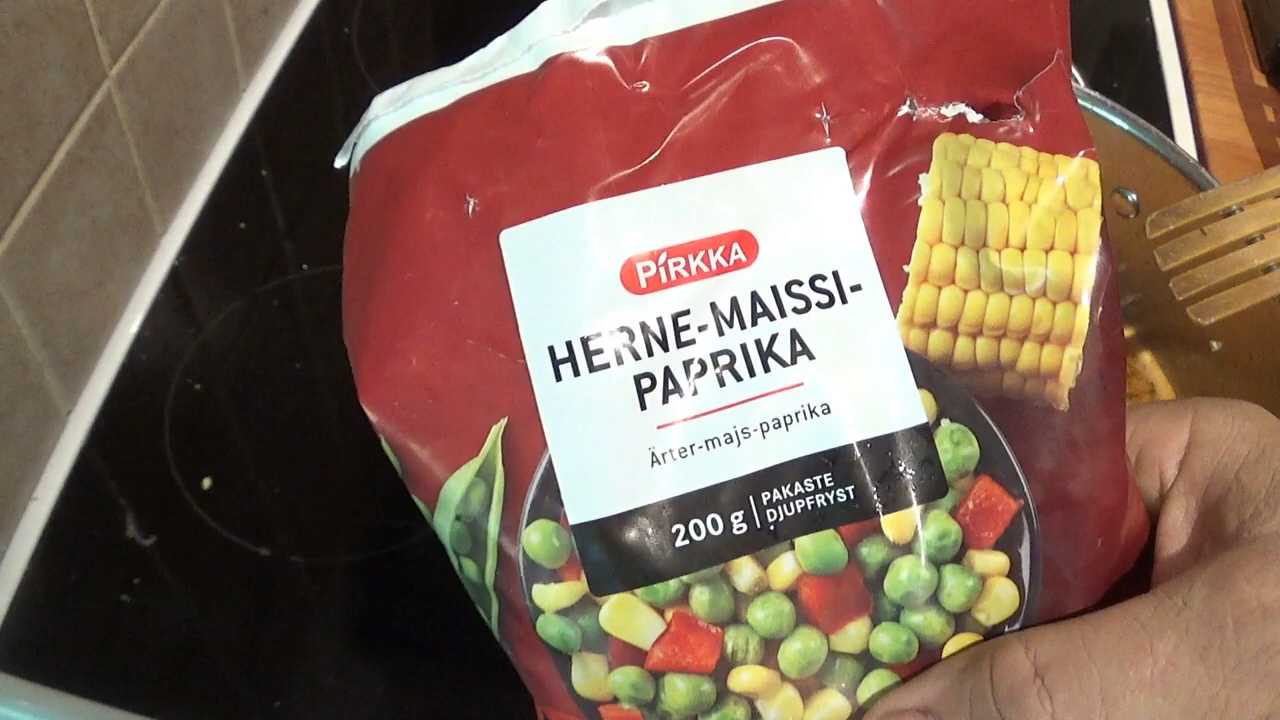 PIRKKA
HERNE-MAISSI-
PAPRIKA
Ärter-majs-paprika
200 g
PAKASTE
DJUPFRYST